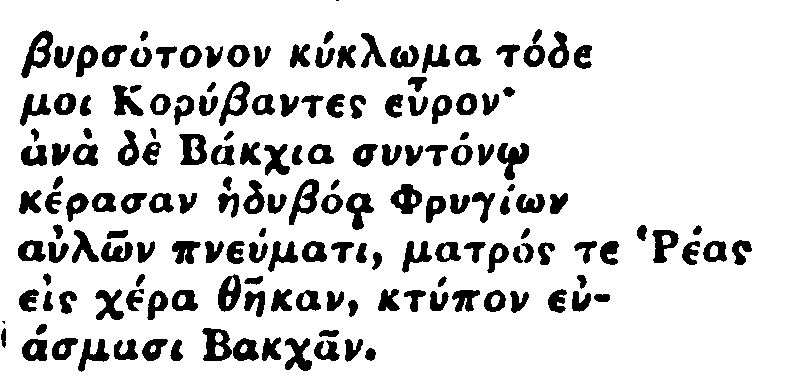 βυρσότονον κύκλωμα τόδε
μοι Κορύβαντες εὗρον·
ἀνὰ δὲ Βάκχια συντόνῳ
κέρασαν ἡδυβόᾳ Φρυγίων
αὐλῶν πνεύματι, ματρός τε Ῥέας
εἰς χέρα θῆκαν, κτύπον εὐ-
άσμασι Βακχᾶν.